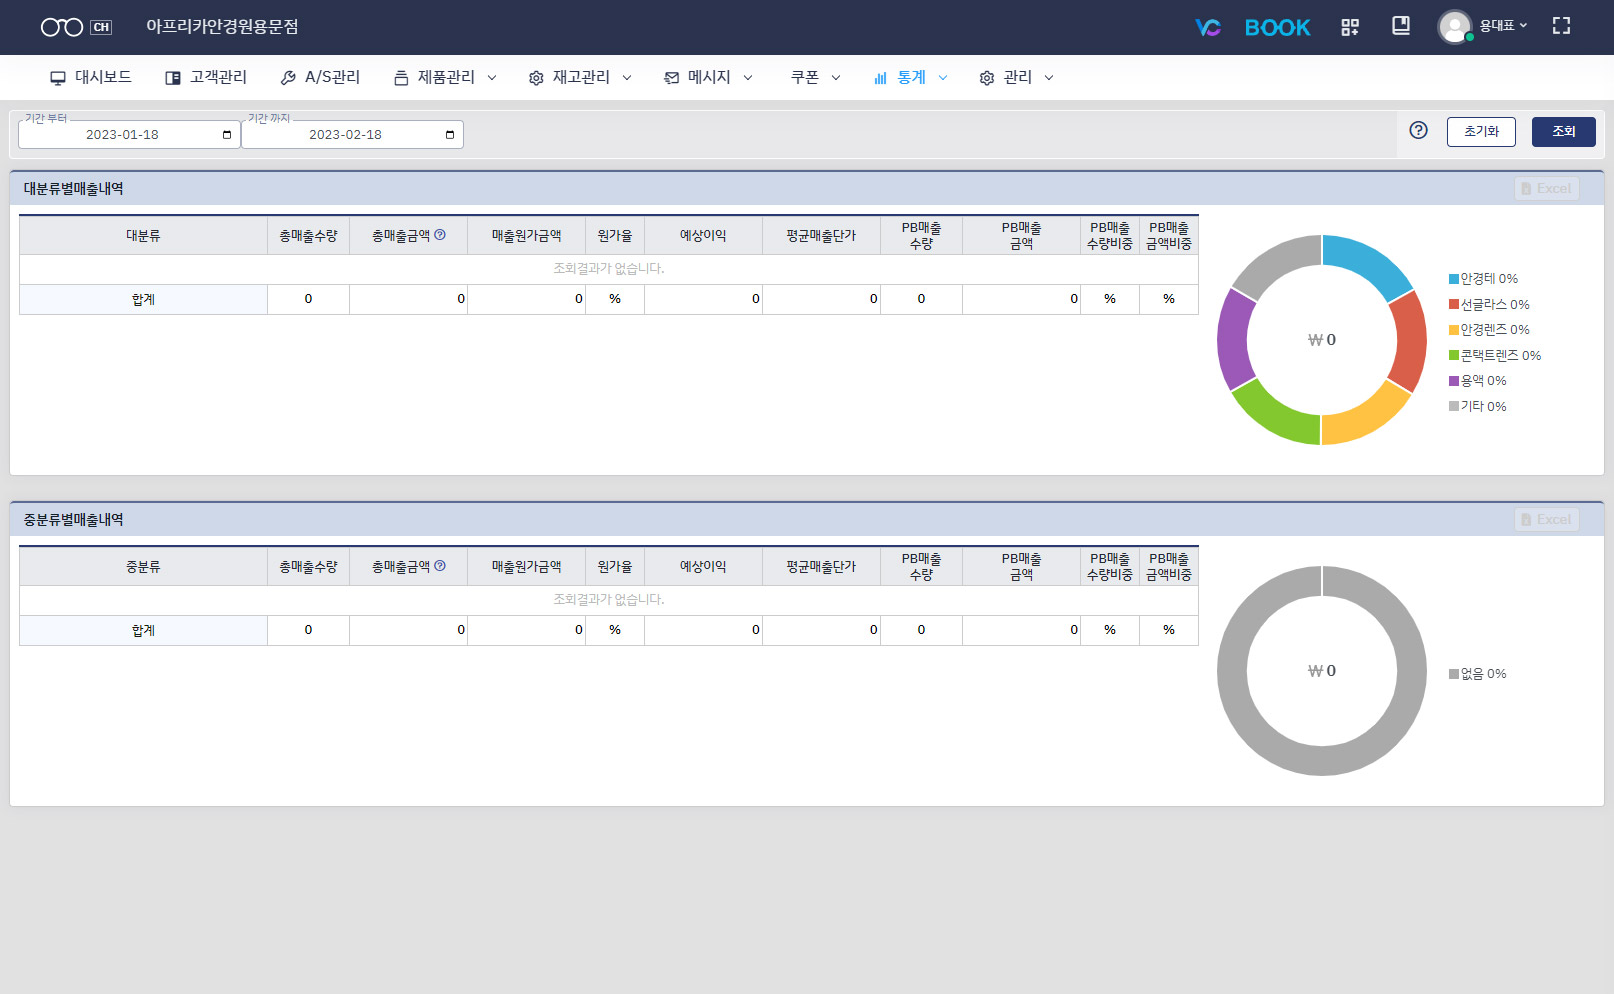 CH 아프리카안경원용문점 VC BOOK 용대표
대시보드 고객관리 A/S관리 제품관리 재고관리 메시지 쿠폰 통계 관리
기간 부터 기간 까지
2023-01-18 2023-02-18 초기화 조회
대분류별매출내역 Excel
대분류 총매출수량 총매출금액 매출원가금액 원가율 예상이익 평균매출단가 PB매출 수량 PB매출 금액 PB매출 수량비중 PB매출 금액비중
조회결과가 없습니다.
합계 0 0 0 % 0 0 0 0 % %
₩ 0
안경테 0%
선글라스 0%
안경렌즈 0%
콘택트렌즈 0%
용액 0%
기타 0%
중분류별매출내역 Excel
중분류 총매출수량 총매출금액 매출원가금액 원가율 예상이익 평균매출단가 PB매출 수량 PB매출 금액 PB매출 수량비중 PB매출 금액비중
조회결과가 없습니다.
합계 0 0 0 % 0 0 0 0 % %
₩ 0
없음 0%